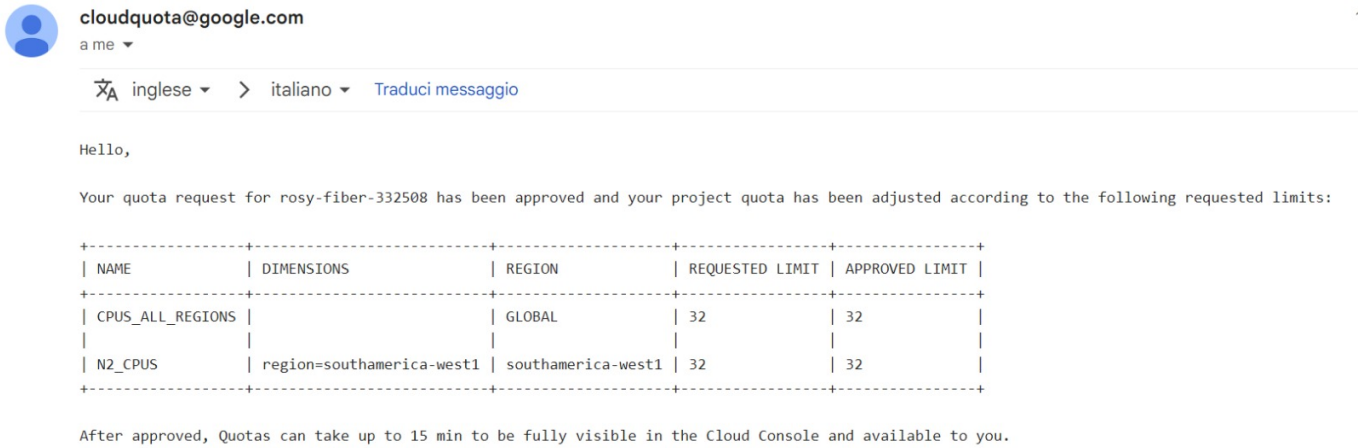 cloudquota@google.com
a me
inglese > italiano Traduci messaggio
Hello,
Your quota request for rosy-fiber-332508 has been approved and your project quota has been adjusted according to the following requested limits:
+------------------+---------------------------+--------------------+-----------------+----------------+
| NAME | DIMENSIONS | REGION | REQUESTED LIMIT | APPROVED LIMIT |
+------------------+---------------------------+--------------------+-----------------+----------------+
| CPUS_ALL_REGIONS | | GLOBAL | 32 | 32 |
| | | | | |
| N2_CPUS | region=southamerica-west1 | southamerica-west1 | 32 | 32 |
+------------------+---------------------------+--------------------+-----------------+----------------+
After approved, Quotas can take up to 15 min to be fully visible in the Cloud Console and available to you.